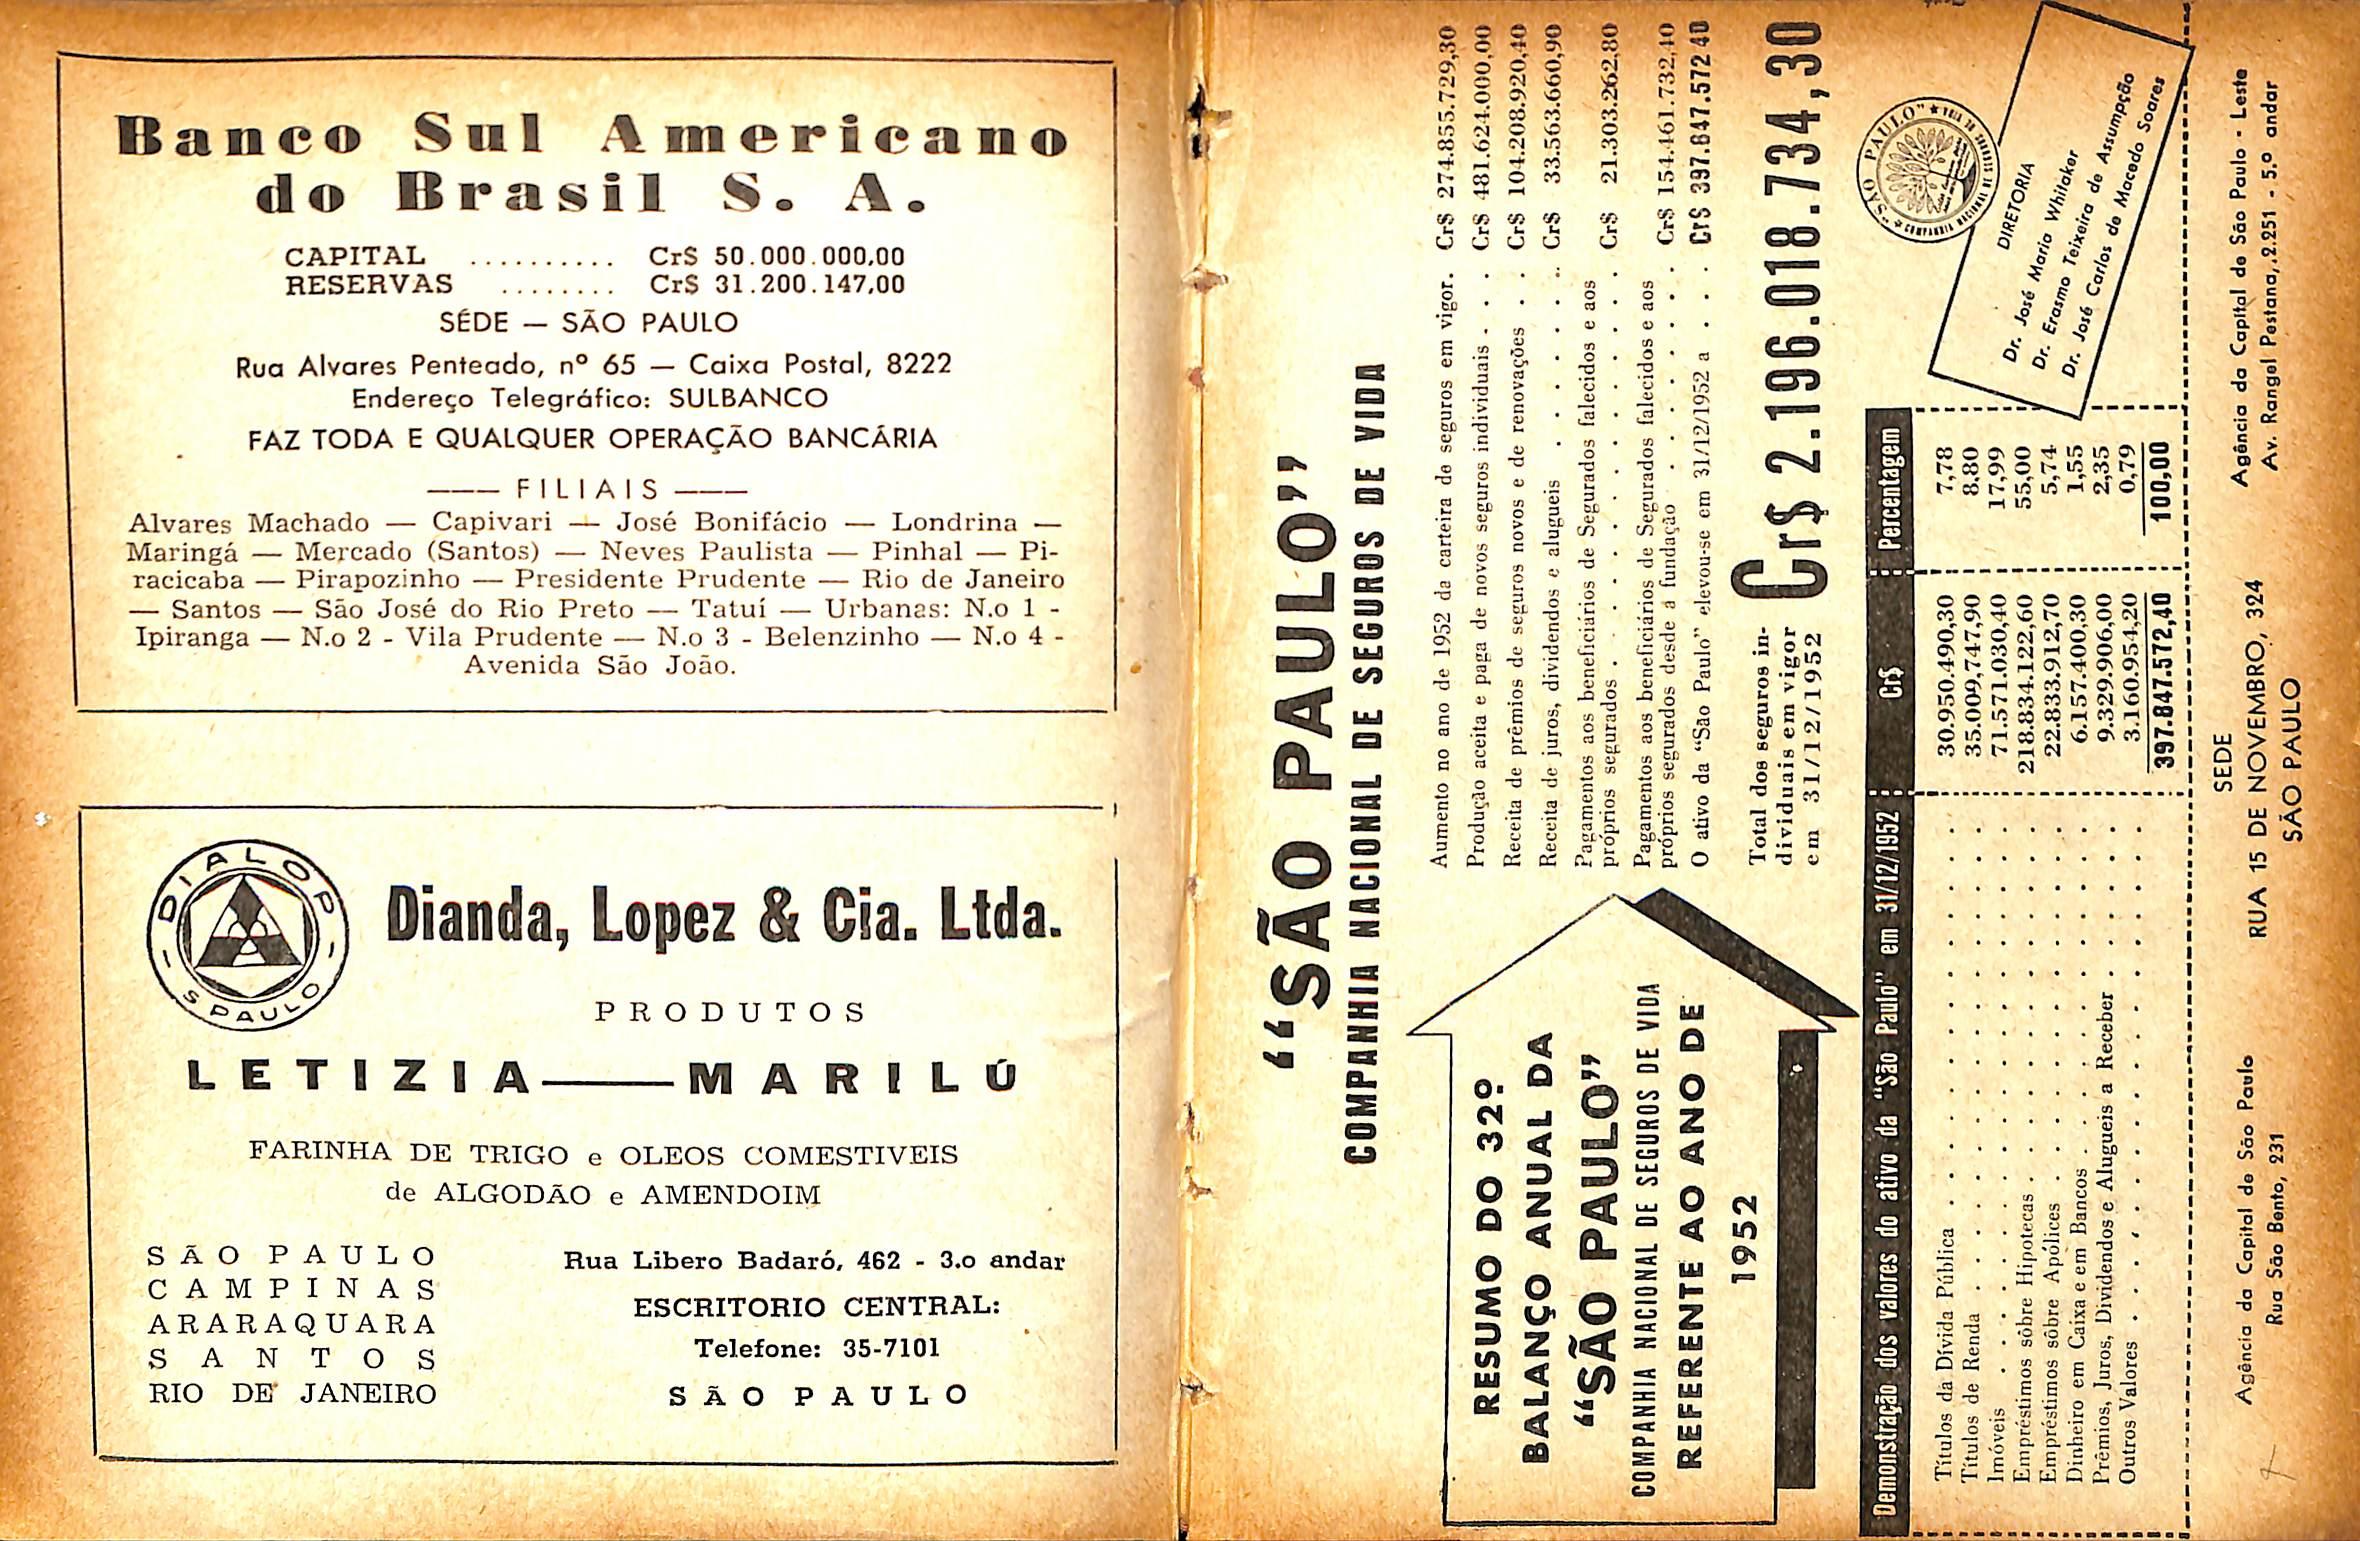 Banco Sul Americano
do Brasil S. A.
CAPITAL .......... Cr$ 50.000.000,00
RESERVAS ........ Cr$ 31.200.147,00
SÉDE — SÃO PAULO
Rua Alvares Penteado, nº 65 — Caixa Postal, 8222
Endereço Telegráfico: SULBANCO
FAZ TODA E QUALQUER OPERAÇÃO BANCÁRIA
——— FILIAIS ———
Alvares Machado — Capivari — José Bonifácio — Londrina —
Maringá — Mercado (Santos) — Neves Paulista — Pinhal — Pi-
racicaba — Pirapozinho — Presidente Prudente — Rio de Janeiro
— Santos — São José do Rio Preto — Tatuí — Urbanas: N.o 1 -
Ipiranga — N.o 2 - Vila Prudente — N.o 3 - Belenzinho — N.o 4 -
Avenida São João.
DIALOP
S PAULO
Dianda, Lopez & Cia. Ltda.
PRODUTOS
LETIZIA — MARILÚ
FARINHA DE TRIGO e OLEOS COMESTIVEIS
de ALGODÃO e AMENDOIM
SÃO PAULO
CAMPINAS
ARARAQUARA
SANTOS
RIO DE JANEIRO
Rua Libero Badaró, 462 - 3.o andar
ESCRITORIO CENTRAL:
Telefone: 35-7101
SÃO PAULO
“SÃO PAULO”
COMPANHIA NACIONAL DE SEGUROS DE VIDA
RESUMO DO 32º
BALANÇO ANUAL DA
“SÃO PAULO”
COMPANHIA NACIONAL DE SEGUROS DE VIDA
REFERENTE AO ANO DE
1952
Aumento no ano de 1952 da carteira de seguros em vigor. Cr$ 274.855.729,30
Produção aceita e paga de novos seguros individuais . . . Cr$ 481.624.000,00
Receita de prêmios de seguros novos e de renovações . . Cr$ 104.208.920,40
Receita de juros, dividendos e alugueis . . . . . . . Cr$ 33.563.660,90
Pagamentos aos beneficiários de Segurados falecidos e aos
próprios segurados . . . . . . . . . . . . Cr$ 21.303.262,80
Pagamentos aos beneficiários de Segurados falecidos e aos
próprios segurados desde a fundação . . . . . . . Cr$ 154.461.732,40
O ativo da “Sao Paulo” elevou-se em 31/12/1952 a . . . Cr$ 397.847.572 40
Total dos seguros in-
dividuais em vigor
em 31/12/1952
Cr$ 2.196.018.734,30
Demonstração dos valores do ativo da “São Paulo” em 31/12/1952 Cr$ Percentagem
Títulos da Dívida Pública . . . . . . 30.950.490,30 7,78
Títulos de Renda . . . . . . 35.009,747,90 8,80
Imóveis . . . . . . 71.571.030,40 17,99
Empréstimos sôbre Hipotecas . . . . . . 218.834.122,60 55,00
Empréstimos sôbre Apólices . . . . . . 22.833.912,70 5,74
Dinheiro em Caixa e em Bancos . . . . . . 6.157.400,30 1,55
Prêmios, Juros, Dividendos e Alugueis a Receber . . . . . . 9.329.906,00 2,35
Outros Valores . . . . . . 3.160.954,20 0,79
397.847.572,40 100,00
“SÃO PAULO”
COMPANHIA NACIONAL DE SEGUROS
DIRETORIA
Dr. José Maria Whitaker
Dr. Erasmo Teixeira de Assumpção
Dr. José Carlos de Macedo Soares
Agência da Capital de São Paulo
Rua São Bento, 231
SEDE
RUA 15 DE NOVEMBRO, 324
SÃO PAULO
Agência da Capital de São Paulo - Leste
Av. Rangel Pestana, 2.251 - 5.º andar